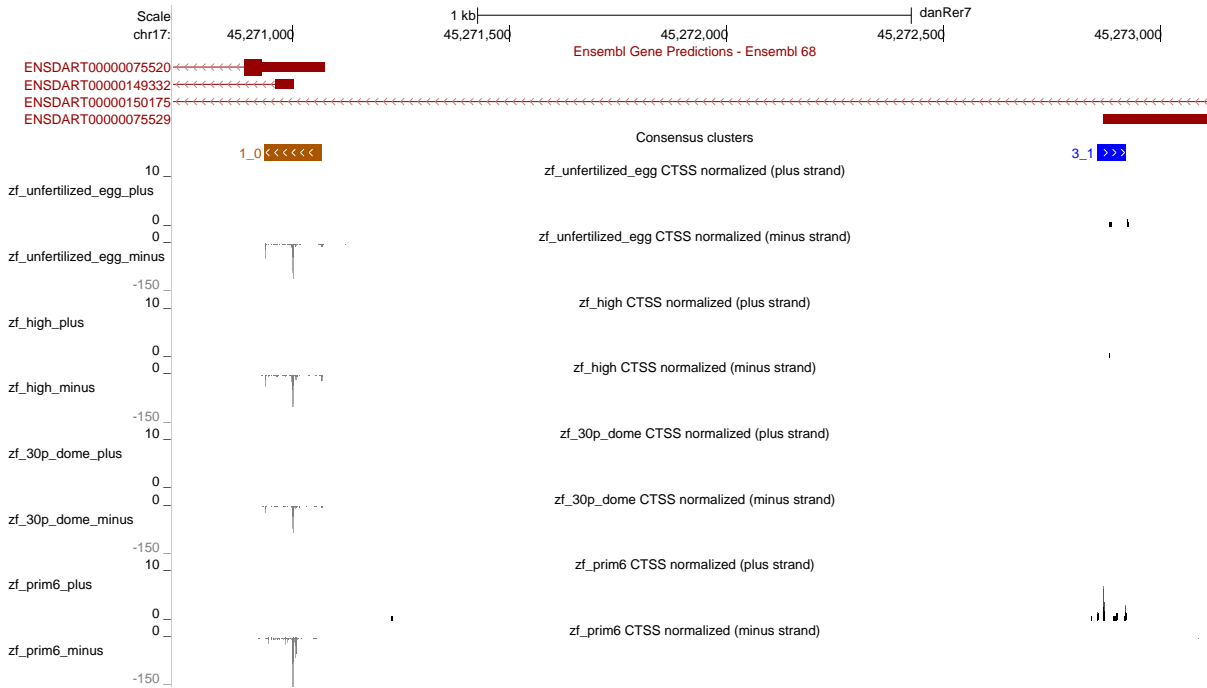 Scale 1 kb danRer7
chr17: 45,271,000 45,271,500 45,272,000 45,272,500 45,273,000
Ensembl Gene Predictions - Ensembl 68
ENSDART00000075520
ENSDART00000149332
ENSDART00000150175
ENSDART00000075529
Consensus clusters
1_0 3_1
zf_unfertilized_egg CTSS normalized (plus strand)
10
zf_unfertilized_egg_plus
0
zf_unfertilized_egg CTSS normalized (minus strand)
0
zf_unfertilized_egg_minus
-150
zf_high CTSS normalized (plus strand)
10
zf_high_plus
0
zf_high CTSS normalized (minus strand)
0
zf_high_minus
-150
zf_30p_dome CTSS normalized (plus strand)
10
zf_30p_dome_plus
0
zf_30p_dome CTSS normalized (minus strand)
0
zf_30p_dome_minus
-150
zf_prim6 CTSS normalized (plus strand)
10
zf_prim6_plus
0
zf_prim6 CTSS normalized (minus strand)
0
zf_prim6_minus
-150